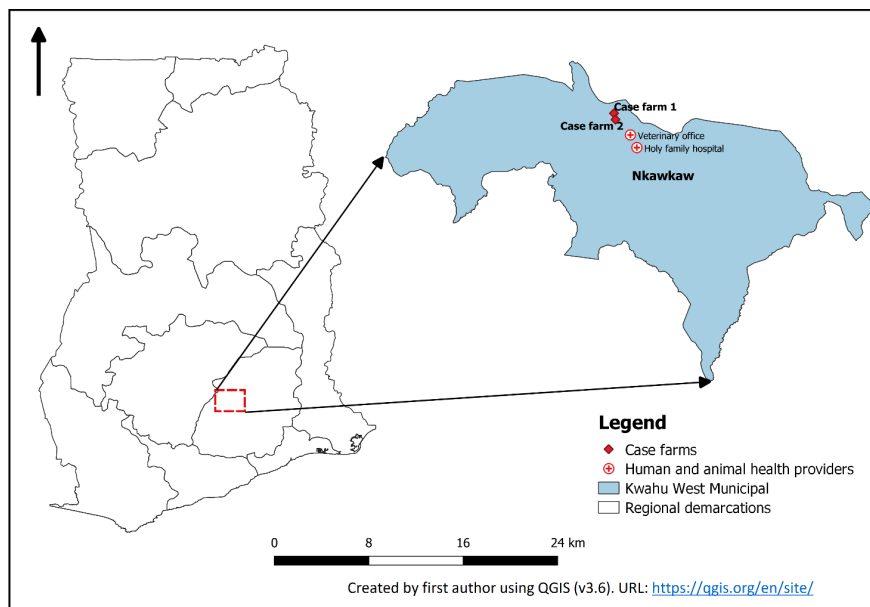 Case farm 1
Case farm 2
Veterinary office
Holy family hospital
Nkawkaw
Legend
Case farms
Human and animal health providers
Kwahu West Municipal
Regional demarcations
0 8 16 24 km
Created by first author using QGIS (v3.6). URL: https://qgis.org/en/site/